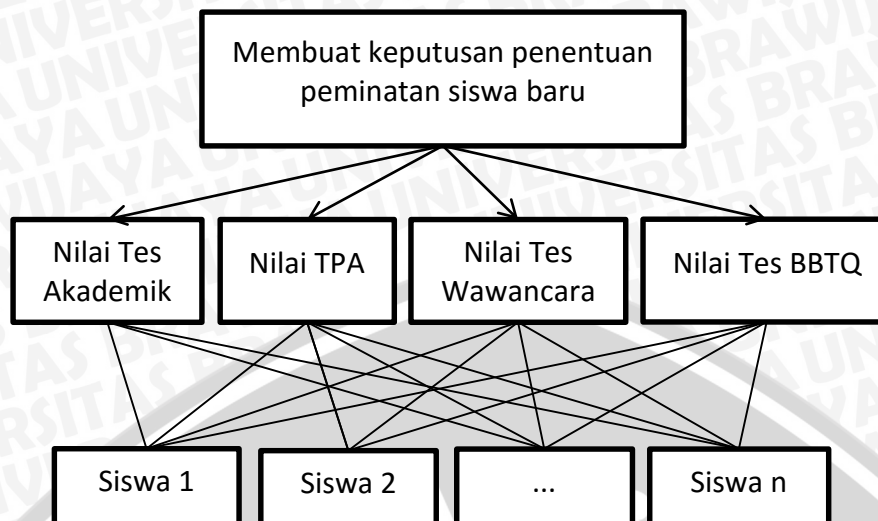 Membuat keputusan penentuan
peminatan siswa baru
Nilai Tes
Akademik
Nilai TPA
Nilai Tes
Wawancara
Nilai Tes BBTQ
Siswa 1
Siswa 2
...
Siswa n